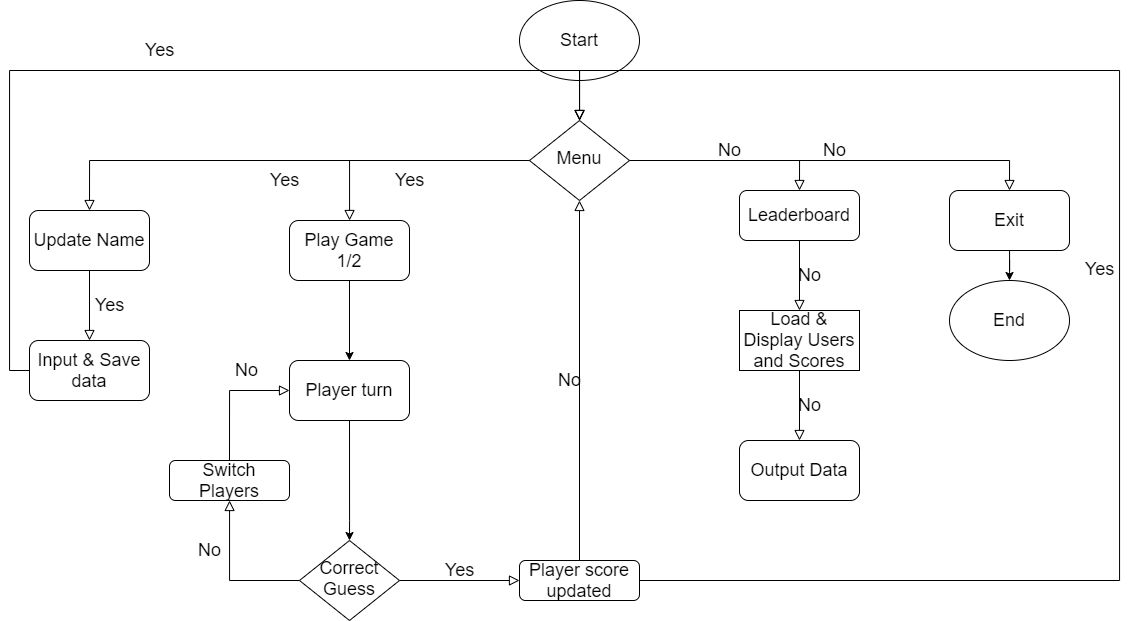 Start
Yes
Menu
No
No
Yes
Yes
Update Name
Play Game
1/2
Leaderboard
Exit
Yes
Yes
No
Input & Save
data
Load &
Display Users
and Scores
End
No
Player turn
No
No
Switch
Players
Output Data
No
Correct
Guess
Yes
Player score
updated